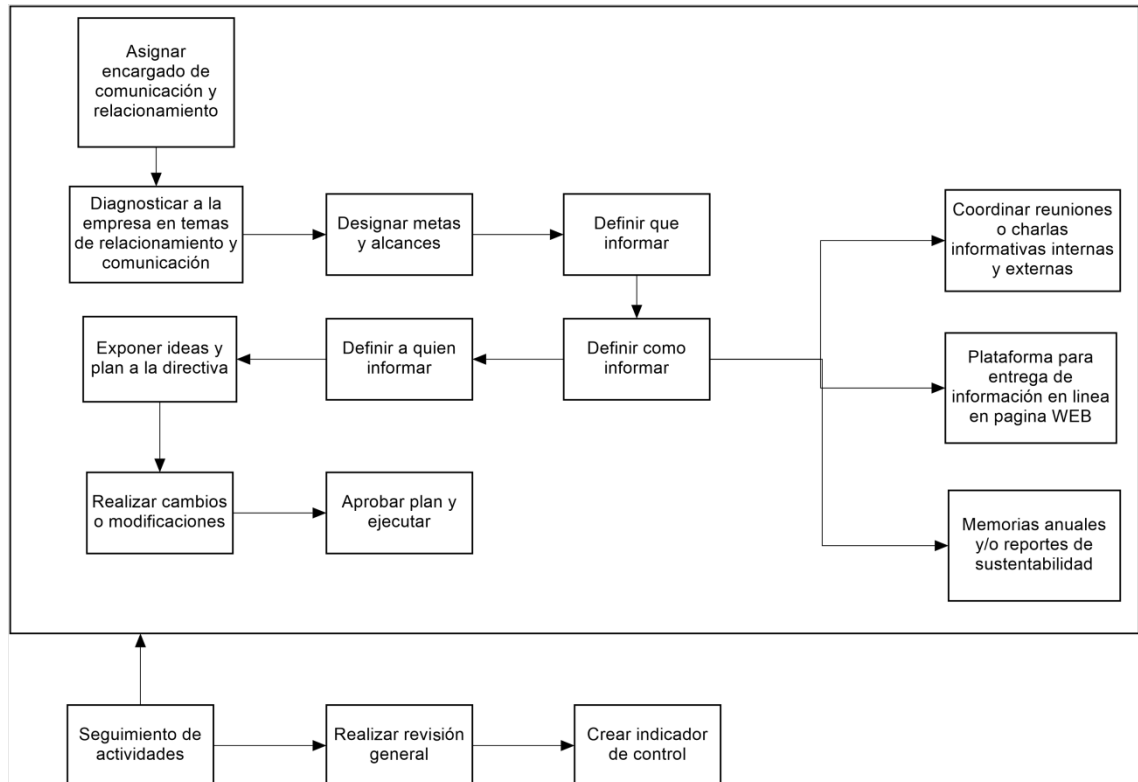 Asignar
encargado de
comunicación y
relacionamiento
Diagnosticar a la
empresa en temas
de relacionamiento y
comunicación
Designar metas
y alcances
Definir que
informar
Coordinar reuniones
o charlas
informativas internas
y externas
Exponer ideas y
plan a la directiva
Definir a quien
informar
Definir como
informar
Plataforma para
entrega de
información en linea
en pagina WEB
Realizar cambios
o modificaciones
Aprobar plan y
ejecutar
Memorias anuales
y/o reportes de
sustentabilidad
Seguimiento de
actividades
Realizar revisión
general
Crear indicador
de control